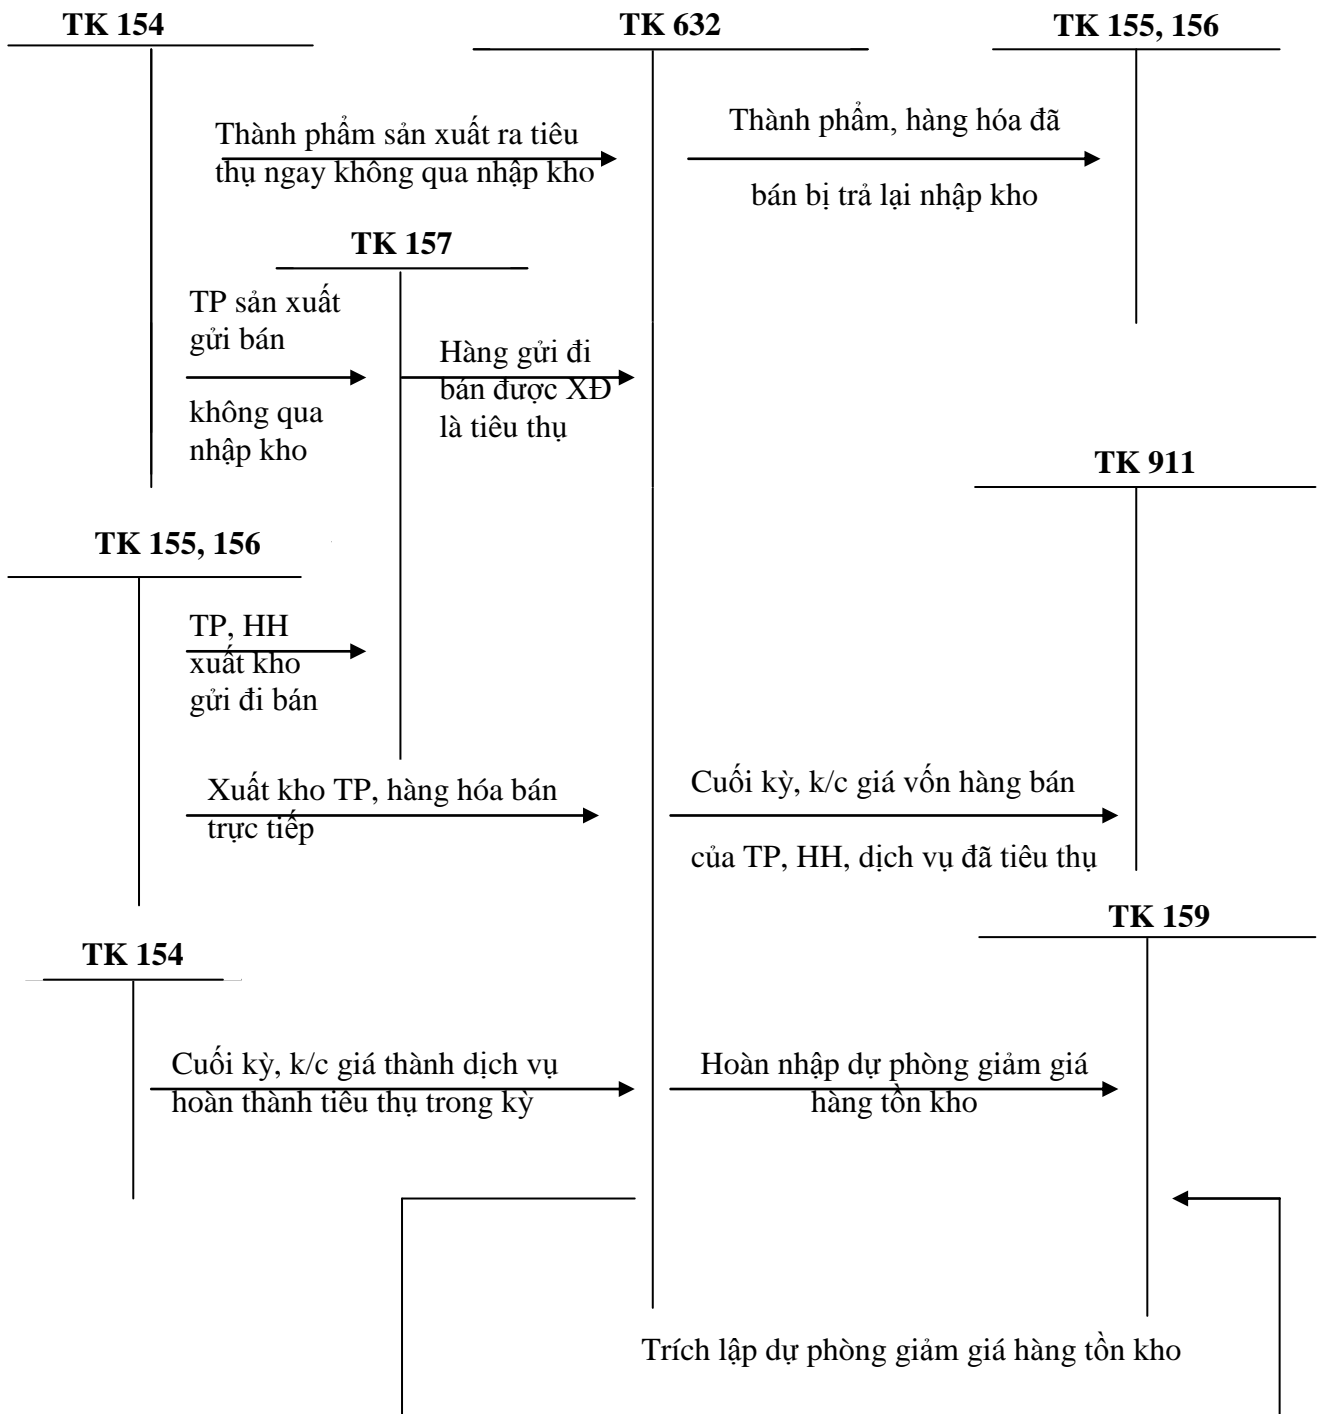 TK 154
TK 632
TK 155, 156
Thành phẩm sản xuất ra tiêu
thụ ngay không qua nhập kho
Thành phẩm, hàng hóa đã
bán bị trả lại nhập kho
TK 157
TP sản xuất
gửi bán
không qua
nhập kho
Hàng gửi đi
bán được XĐ
là tiêu thụ
TK 911
TK 155, 156
TP, HH
xuất kho
gửi đi bán
Xuất kho TP, hàng hóa bán
trực tiếp
Cuối kỳ, k/c giá vốn hàng bán
của TP, HH, dịch vụ đã tiêu thụ
TK 159
TK 154
Cuối kỳ, k/c giá thành dịch vụ
hoàn thành tiêu thụ trong kỳ
Hoàn nhập dự phòng giảm giá
hàng tồn kho
Trích lập dự phòng giảm giá hàng tồn kho